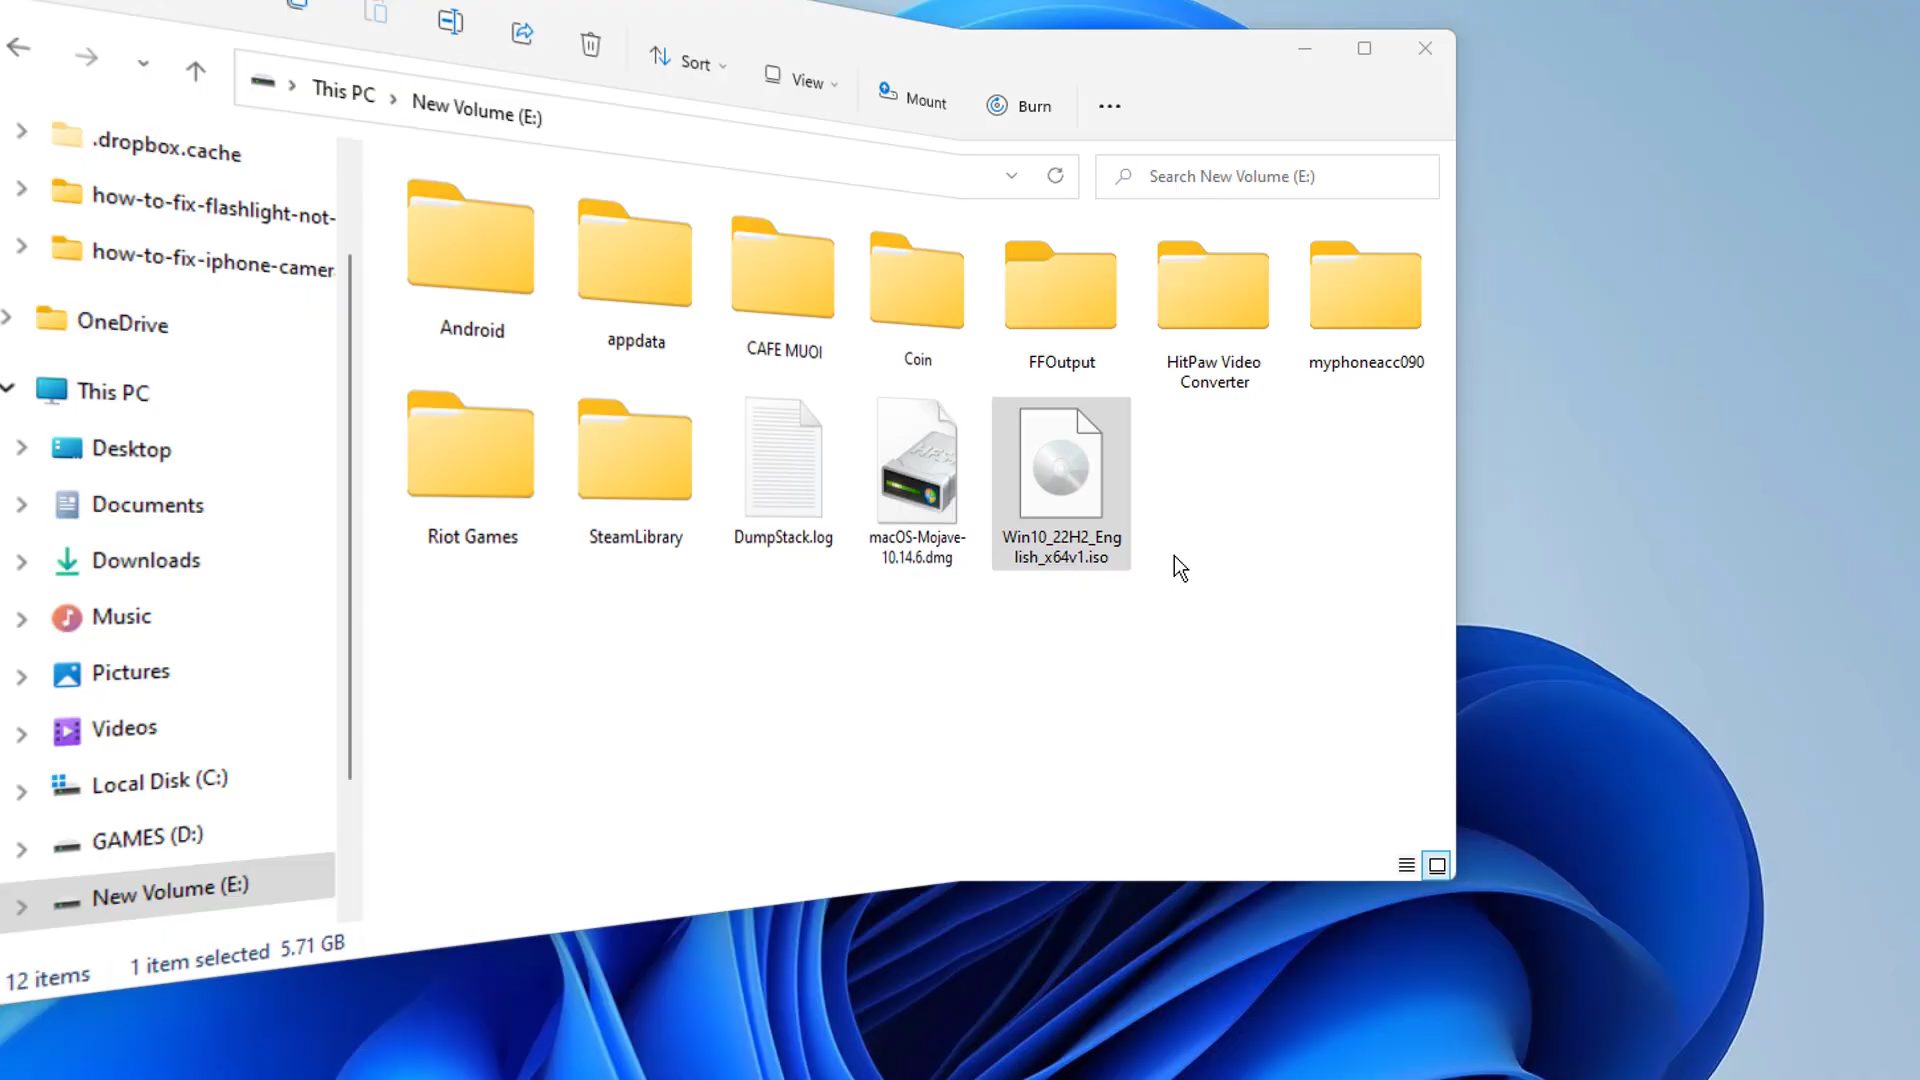 Sort
View
Mount
Burn
This PC
New Volume (E:)
Search New Volume (E:)
.dropbox.cache
how-to-fix-flashlight-not-
how-to-fix-iphone-camer
OneDrive
This PC
Desktop
Documents
Downloads
Music
Pictures
Videos
Local Disk (C:)
GAMES (D:)
New Volume (E:)
Android
appdata
CAFE MUOI
Coin
FFOutput
HitPaw Video
Converter
myphoneacc090
Riot Games
SteamLibrary
DumpStack.log
macOS-Mojave-
10.14.6.dmg
Win10_22H2_Eng
lish_x64v1.iso
12 items
1 item selected 5.71 GB